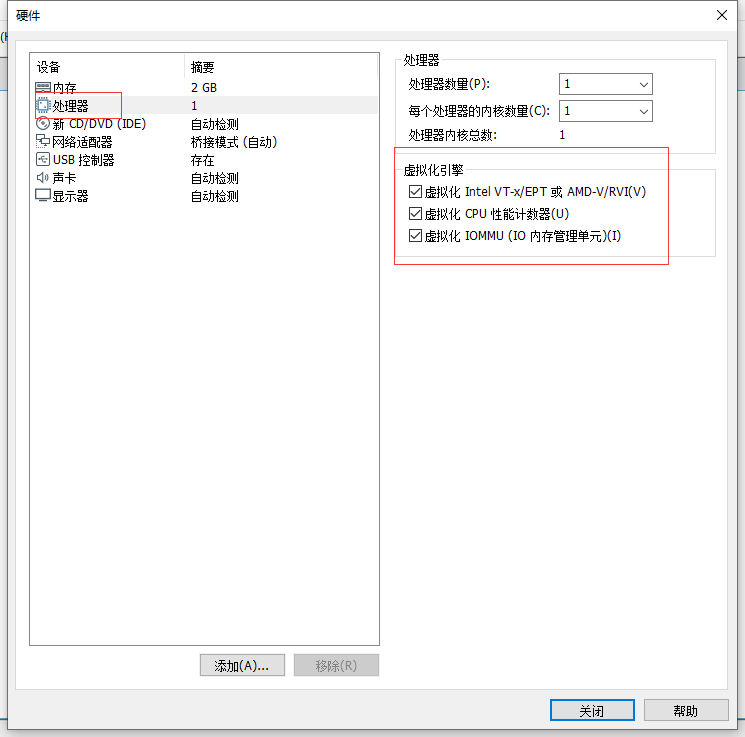 硬件
(H
设备 摘要
内存 2 GB
处理器 1
新 CD/DVD (IDE) 自动检测
网络适配器 桥接模式 (自动)
USB 控制器 存在
声卡 自动检测
显示器 自动检测
添加(A)...
移除(R)
处理器
处理器数量(P): 1
每个处理器的内核数量(C): 1
处理器内核总数: 1
虚拟化引擎
虚拟化 Intel VT-x/EPT 或 AMD-V/RVI(V)
虚拟化 CPU 性能计数器(U)
虚拟化 IOMMU (IO 内存管理单元)(I)
关闭
帮助